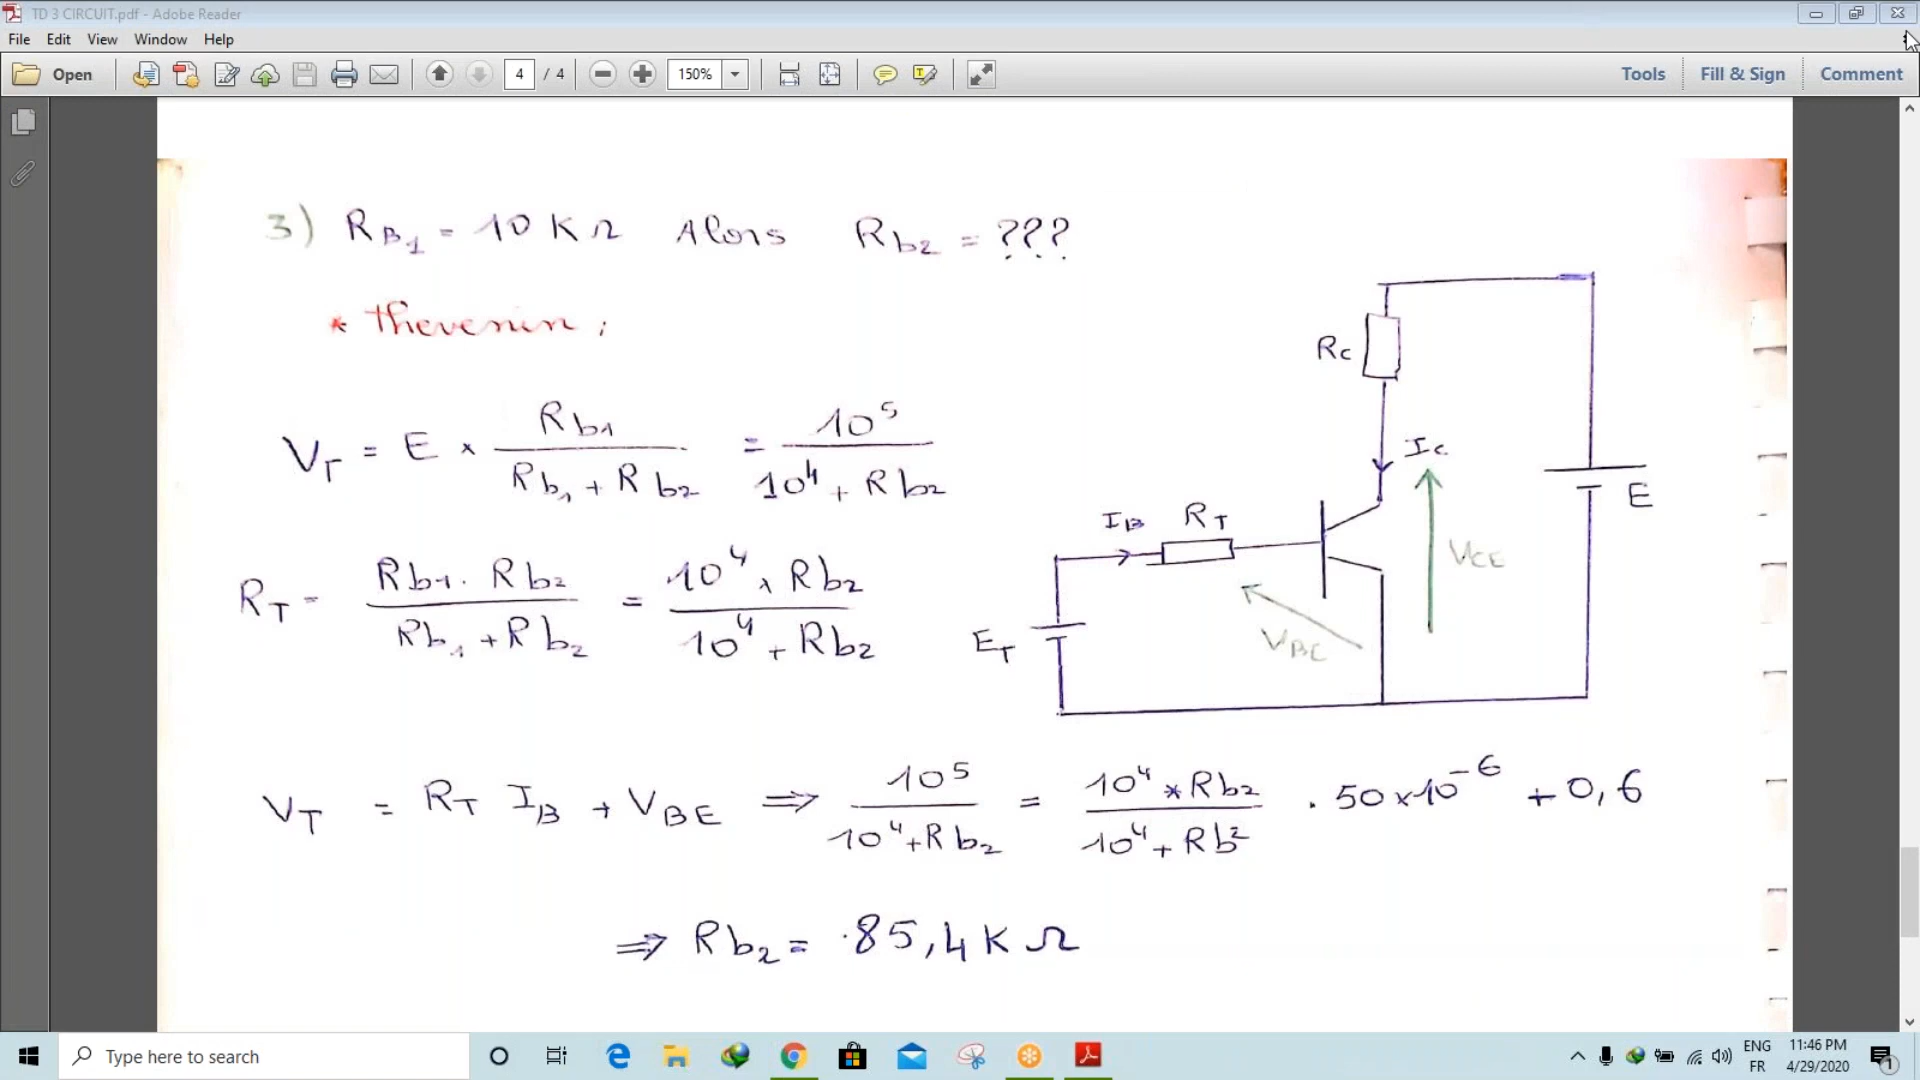 TD 3 CIRCUIT.pdf - Adobe Reader
File Edit View Window Help
Open 4 / 4 150% Tools Fill & Sign Comment
3) RB1 = 10 KΩ Alors Rb2 = ???
* thevenin :
VT = E × Rb1 / (Rb1 + Rb2) = 10^5 / (10^4 + Rb2)
RT = Rb1 . Rb2 / (Rb1 + Rb2) = 10^4 × Rb2 / (10^4 + Rb2)
RC
IC
E
IB RT
VCE
ET
VBE
VT = RT IB + VBE ⇒ 10^5 / (10^4 + Rb2) = 10^4 * Rb2 / (10^4 + Rb2) . 50×10^-6 + 0,6
⇒ Rb2 = 85,4 K Ω
Type here to search
ENG
FR
11:46 PM
4/29/2020
1